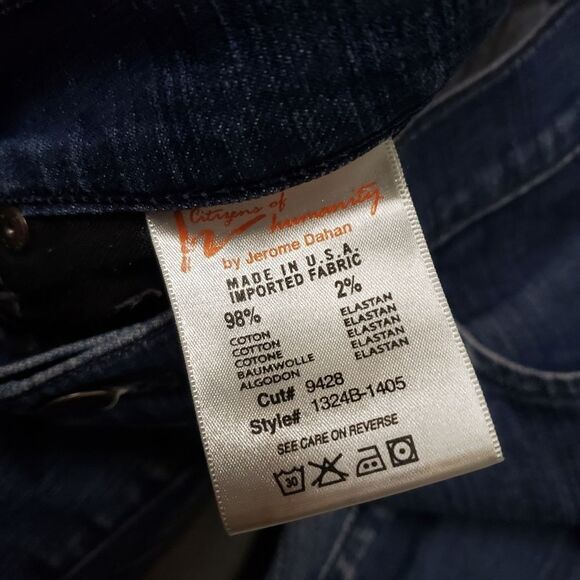 Citizens of
humanity
by Jerome Dahan
MADE IN U.S.A.
IMPORTED FABRIC
98% 2%
COTON ELASTAN
COTTON ELASTAN
COTONE ELASTAN
BAUMWOLLE ELASTAN
ALGODON
Cut# 9428
Style# 1324B-1405
SEE CARE ON REVERSE
30